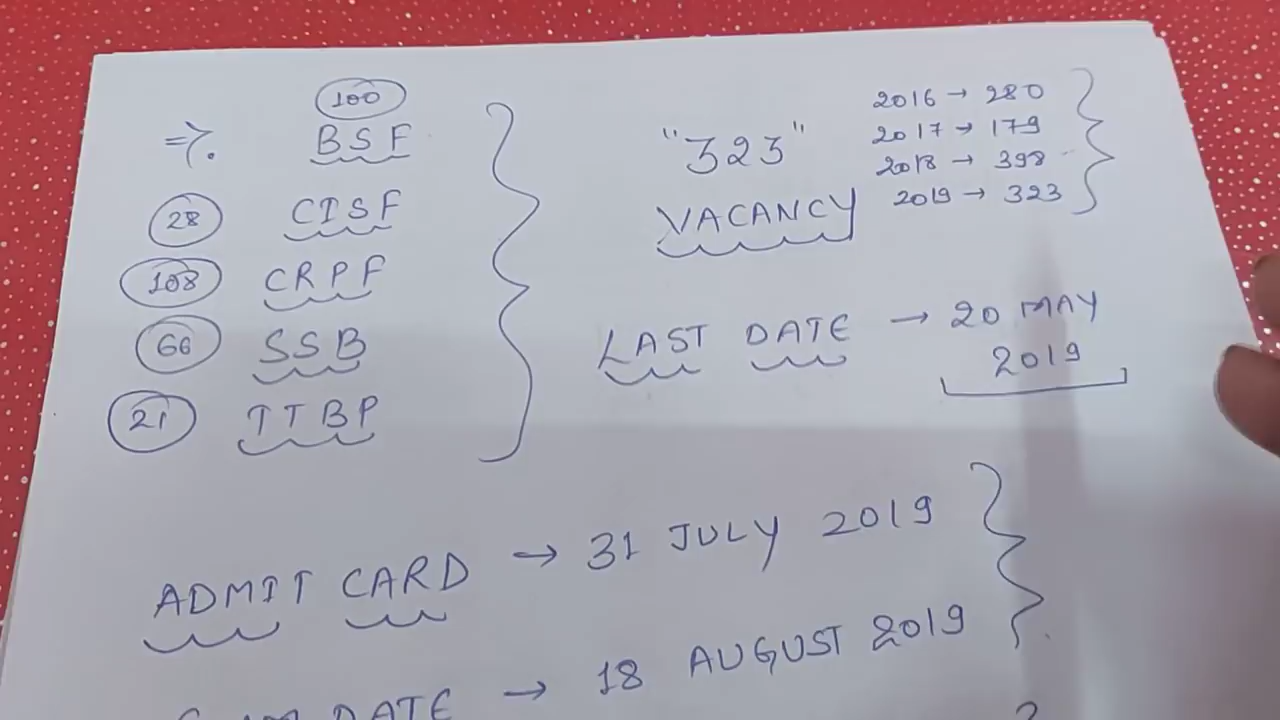 100
=> BSF
28 CISF
108 CRPF
66 SSB
21 ITBP
"323"
VACANCY
2016 → 280
2017 → 179
2018 → 398
2019 → 323
LAST DATE → 20 MAY
2019
ADMIT CARD → 31 JULY 2019
DATE → 18 AUGUST 2019